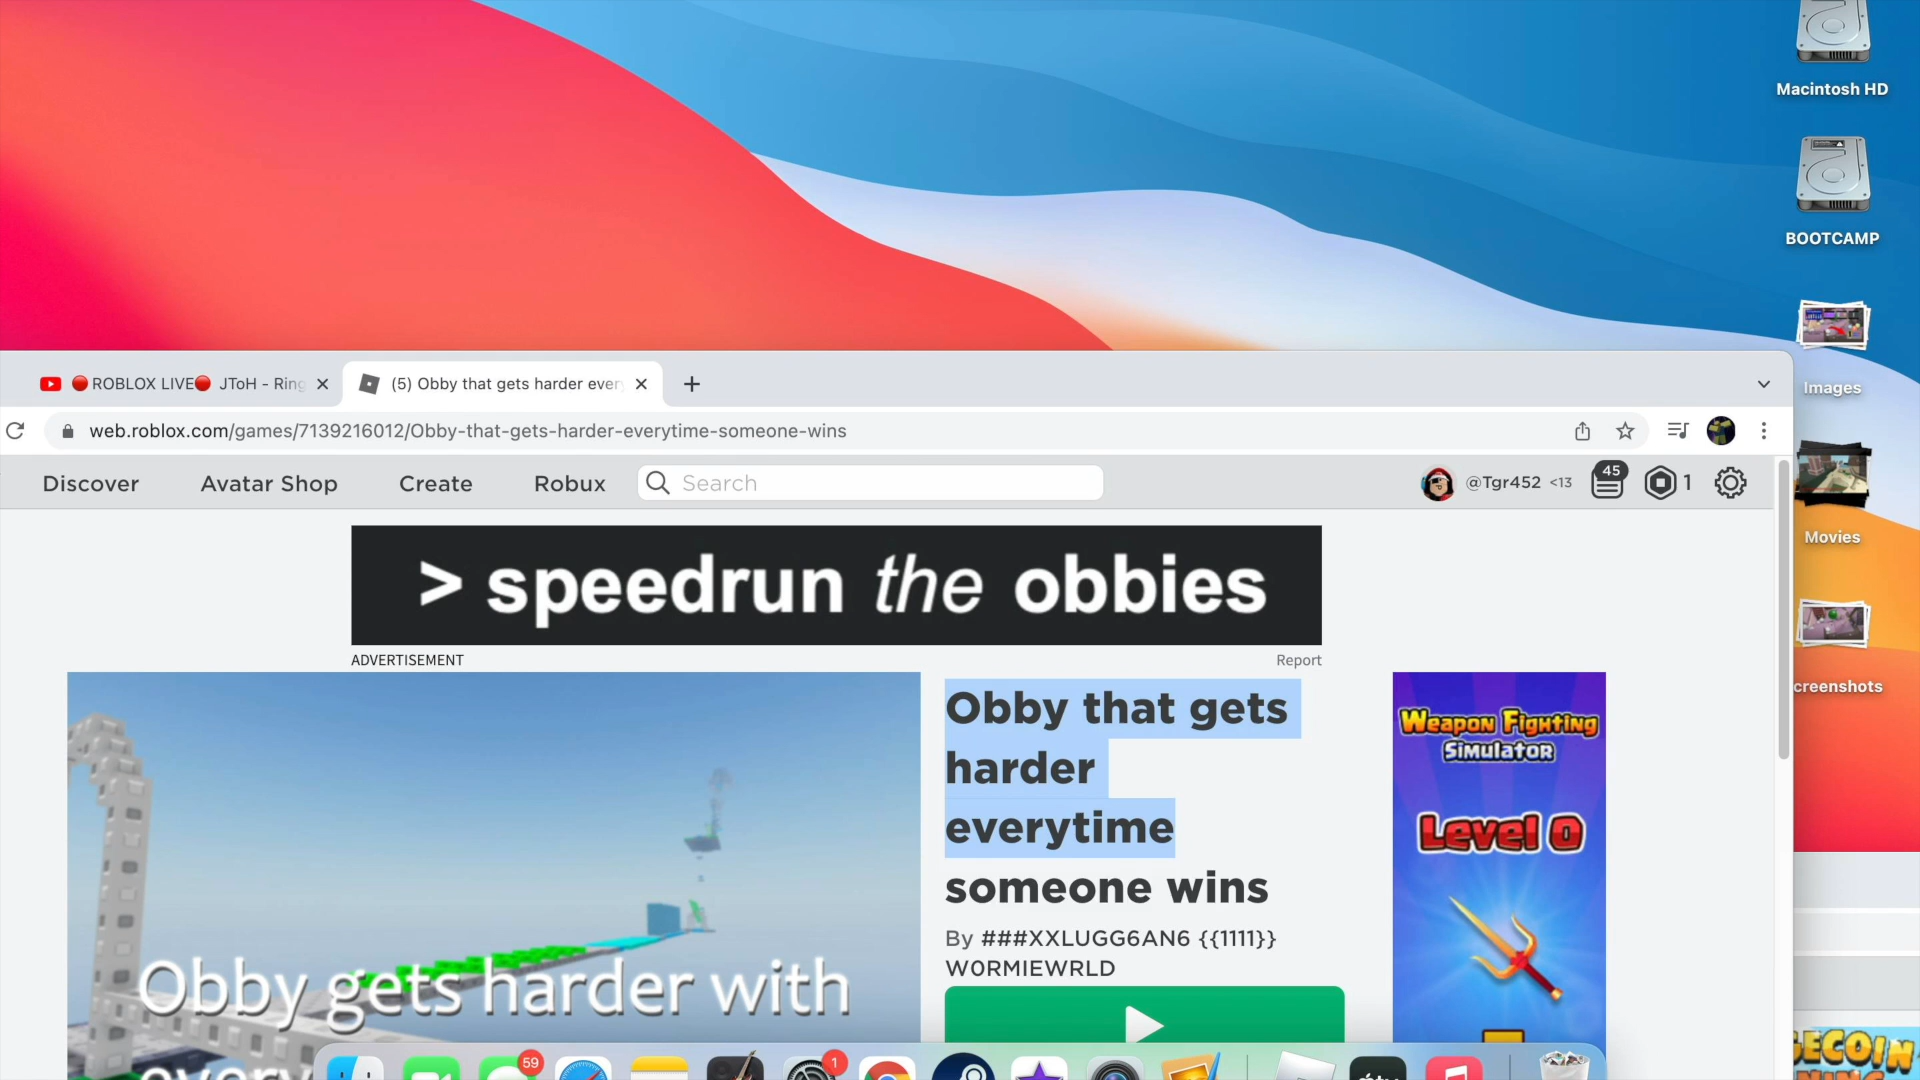 Macintosh HD
BOOTCAMP
Images
Movies
creenshots
ROBLOX LIVE JToH - Ring
(5) Obby that gets harder ever
web.roblox.com/games/7139216012/Obby-that-gets-harder-everytime-someone-wins
Discover Avatar Shop Create Robux Search @Tgr452 <13 45 1
> speedrun the obbies
ADVERTISEMENT Report
Obby that gets
harder
everytime
someone wins
By ###XXLUGG6AN6 {{1111}}
W0RMIEWRLD
Obby gets harder with
every
Weapon Fighting
Simulator
Level 0
ECOIN
59
1